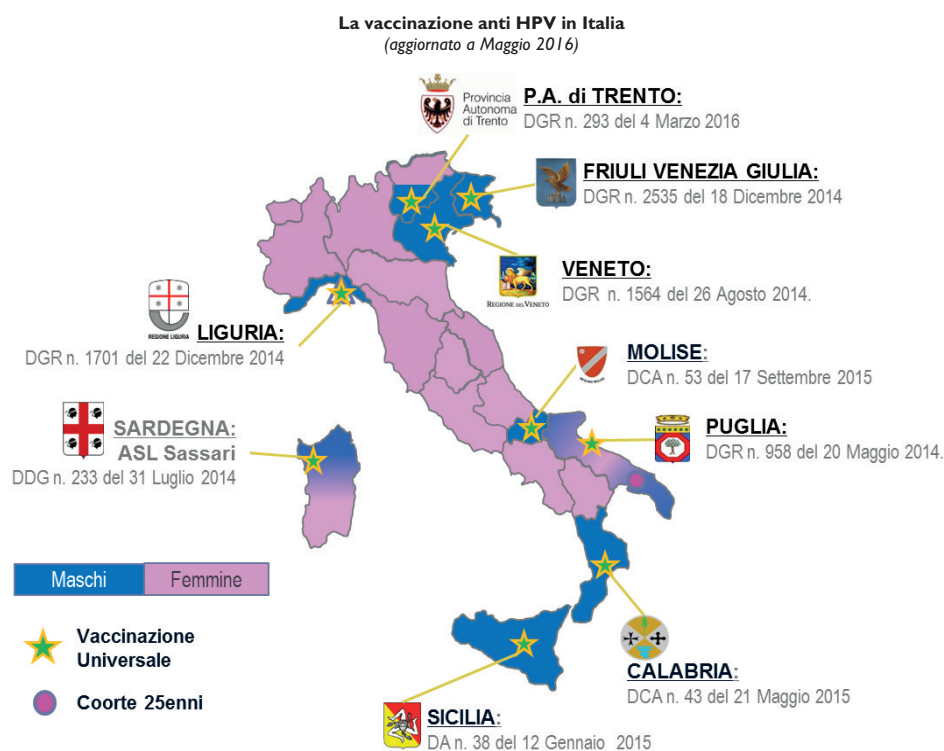 La vaccinazione anti HPV in Italia
(aggiornato a Maggio 2016)
Provincia
Autonoma
di Trento
P.A. di TRENTO:
DGR n. 293 del 4 Marzo 2016
FRIULI VENEZIA GIULIA:
DGR n. 2535 del 18 Dicembre 2014
REGIONE DEL VENETO
VENETO:
DGR n. 1564 del 26 Agosto 2014.
REGIONE LIGURIA
LIGURIA:
DGR n. 1701 del 22 Dicembre 2014
MOLISE:
DCA n. 53 del 17 Settembre 2015
SARDEGNA:
ASL Sassari
DDG n. 233 del 31 Luglio 2014
PUGLIA:
DGR n. 958 del 20 Maggio 2014.
Maschi
Femmine
Vaccinazione
Universale
Coorte 25enni
CALABRIA:
DCA n. 43 del 21 Maggio 2015
SICILIA:
DA n. 38 del 12 Gennaio 2015